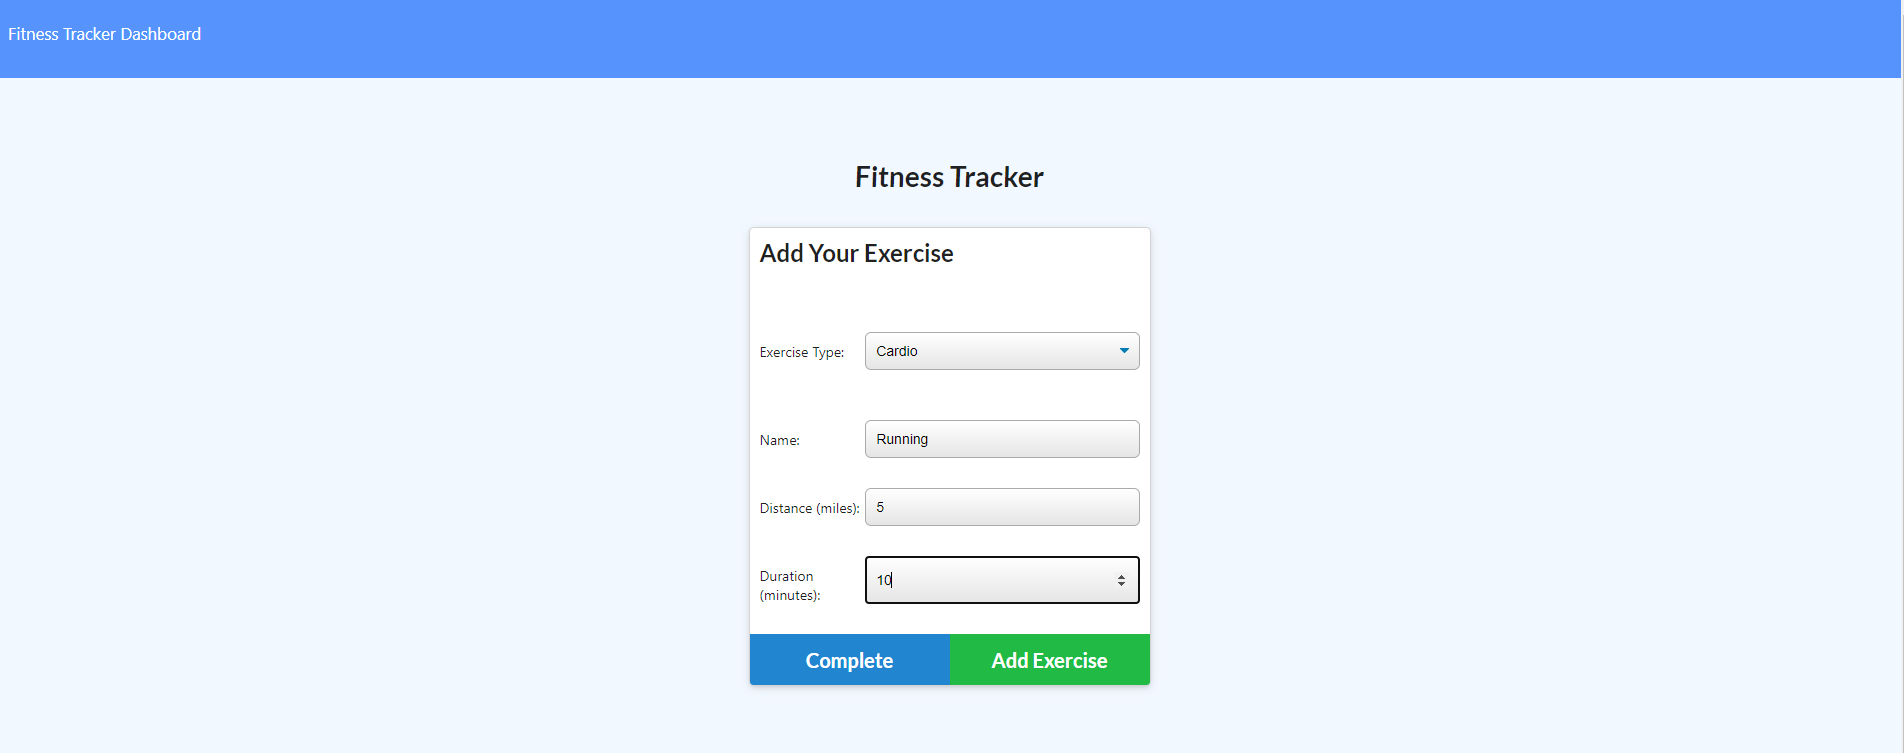 Fitness Tracker Dashboard
Fitness Tracker
Add Your Exercise
Exercise Type: Cardio
Name: Running
Distance (miles): 5
Duration
(minutes): 10
Complete Add Exercise